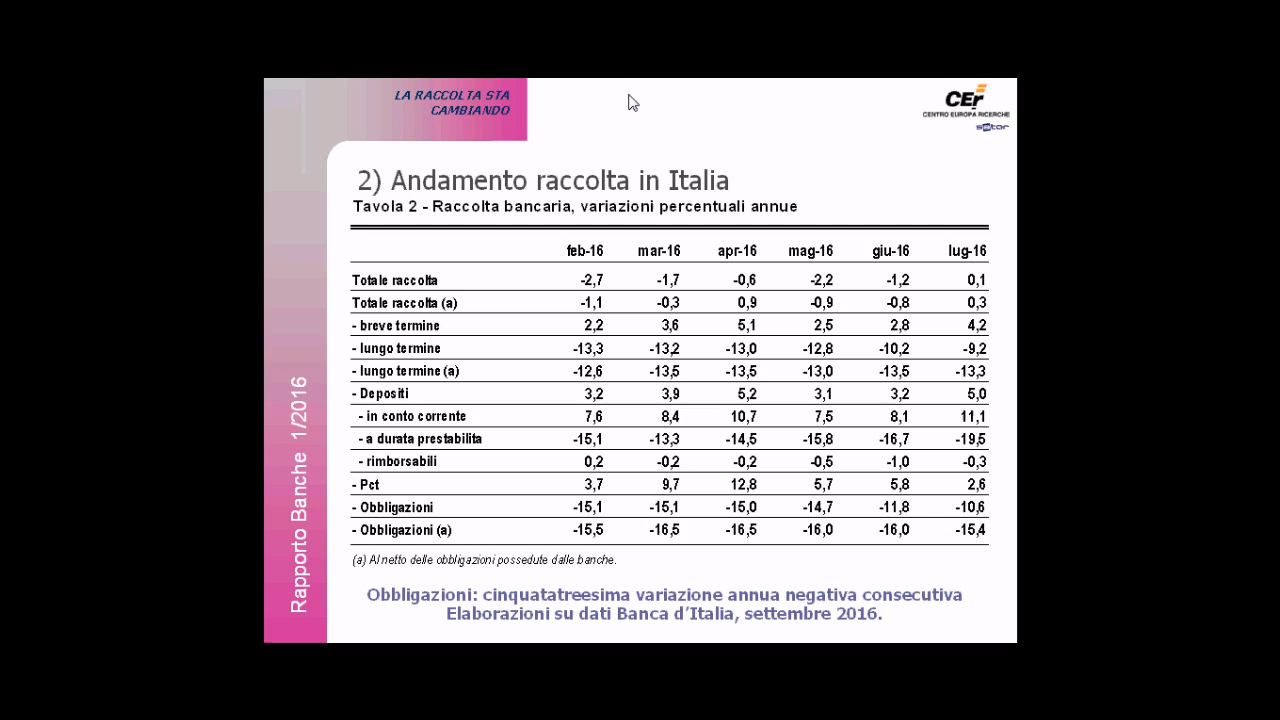 LA RACCOLTA STA
CAMBIANDO
CEr
CENTRO EUROPA RICERCHE
sator
2) Andamento raccolta in Italia
Tavola 2 - Raccolta bancaria, variazioni percentuali annue
feb-16 mar-16 apr-16 mag-16 giu-16 lug-16
Totale raccolta -2,7 -1,7 -0,6 -2,2 -1,2 0,1
Totale raccolta (a) -1,1 -0,3 0,9 -0,9 -0,8 0,3
- breve termine 2,2 3,6 5,1 2,5 2,8 4,2
- lungo termine -13,3 -13,2 -13,0 -12,8 -10,2 -9,2
- lungo termine (a) -12,6 -13,5 -13,5 -13,0 -13,5 -13,3
- Depositi 3,2 3,9 5,2 3,1 3,2 5,0
- in conto corrente 7,6 8,4 10,7 7,5 8,1 11,1
- a durata prestabilita -15,1 -13,3 -14,5 -15,8 -16,7 -19,5
- rimborsabili 0,2 -0,2 -0,2 -0,5 -1,0 -0,3
- Pct 3,7 9,7 12,8 5,7 5,8 2,6
- Obbligazioni -15,1 -15,1 -15,0 -14,7 -11,8 -10,6
- Obbligazioni (a) -15,5 -16,5 -16,5 -16,0 -16,0 -15,4
(a) Al netto delle obbligazioni possedute dalle banche.
Obbligazioni: cinquatatreesima variazione annua negativa consecutiva
Elaborazioni su dati Banca d'Italia, settembre 2016.
Rapporto Banche 1/2016